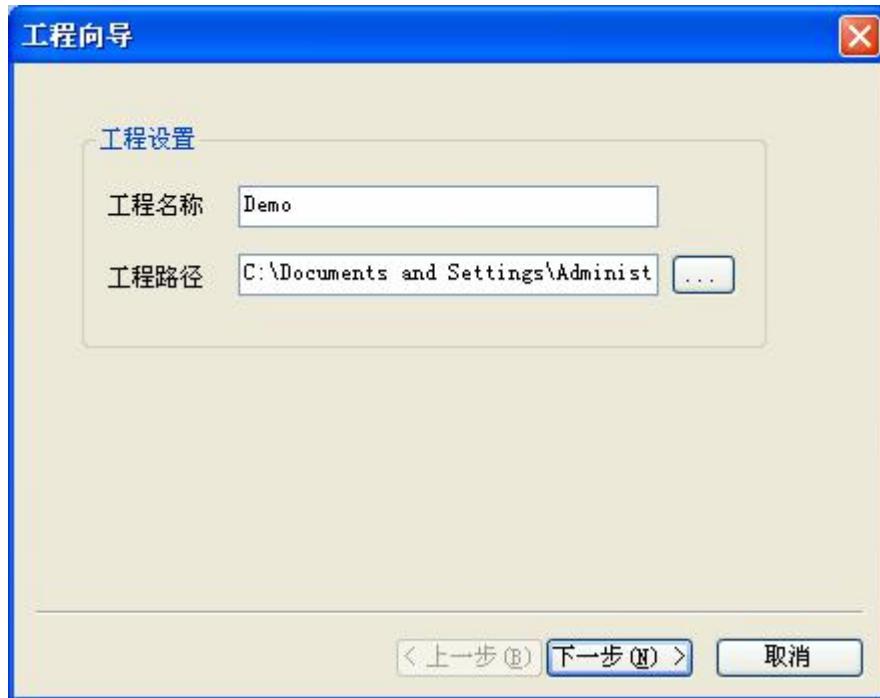 工程向导
工程设置
工程名称 Demo
工程路径 C:\Documents and Settings\Administ ...
< 上一步(B) 下一步(N) > 取消